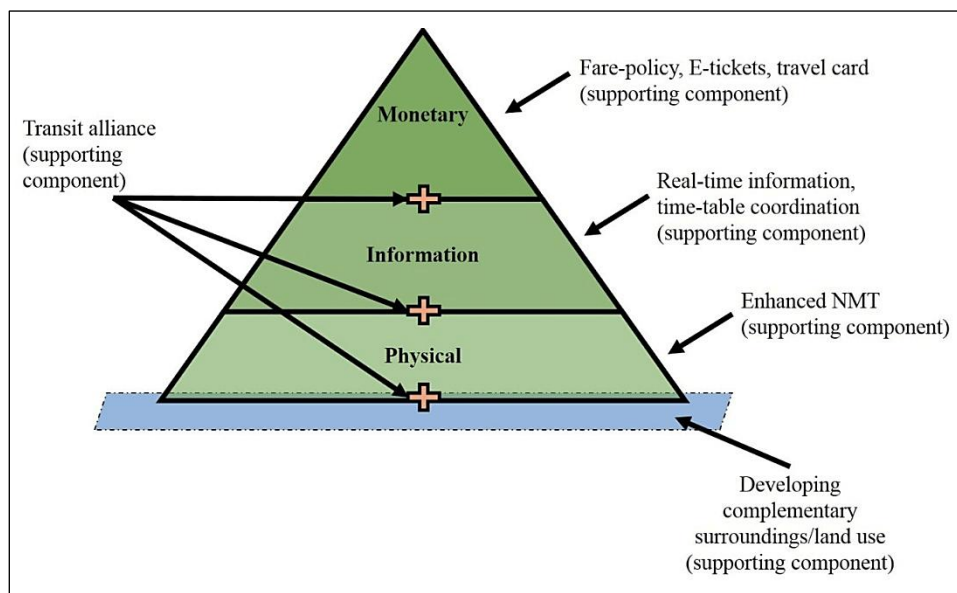 Fare-policy, E-tickets, travel card
(supporting component)
Monetary
Transit alliance
(supporting
component)
Real-time information,
time-table coordination
(supporting component)
Information
Enhanced NMT
(supporting component)
Physical
Developing
complementary
surroundings/land use
(supporting component)